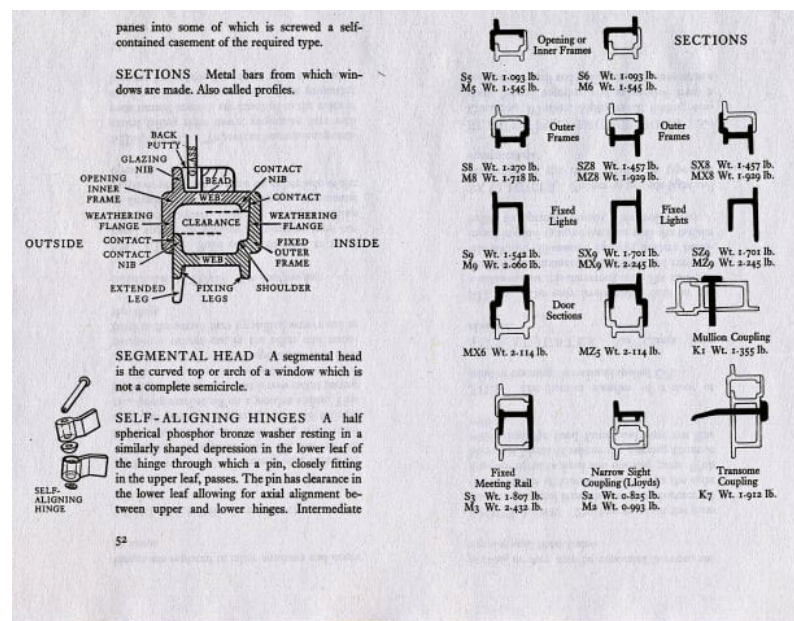 panes into some of which is screwed a self-
contained casement of the required type.
SECTIONS Metal bars from which win-
dows are made. Also called profiles.
BACK
PUTTY
GLASS
GLAZING
NIB
BEAD
CONTACT
NIB
OPENING
INNER
FRAME
WEB
CONTACT
WEATHERING
FLANGE
CLEARANCE
WEATHERING
FLANGE
OUTSIDE
CONTACT
FIXED
OUTER
FRAME
INSIDE
CONTACT
NIB
WEB
EXTENDED
LEG
FIXING
LEGS
SHOULDER
SEGMENTAL HEAD A segmental head
is the curved top or arch of a window which is
not a complete semicircle.
SELF-ALIGNING HINGES A half
spherical phosphor bronze washer resting in a
similarly shaped depression in the lower leaf of
the hinge through which a pin, closely fitting
in the upper leaf, passes. The pin has clearance in
the lower leaf allowing for axial alignment be-
tween upper and lower hinges. Intermediate
SELF-
ALIGNING
HINGE
52
SECTIONS
Opening or
Inner Frames
S5 Wt. 1·093 lb.
M5 Wt. 1·545 lb.
S6 Wt. 1·093 lb.
M6 Wt. 1·545 lb.
Outer
Frames
Outer
Frames
S8 Wt. 1·270 lb.
M8 Wt. 1·718 lb.
SZ8 Wt. 1·457 lb.
MZ8 Wt. 1·929 lb.
SX8 Wt. 1·457 lb.
MX8 Wt. 1·929 lb.
Fixed
Lights
Fixed
Lights
S9 Wt. 1·542 lb.
M9 Wt. 2·060 lb.
SX9 Wt. 1·701 lb.
MX9 Wt. 2·245 lb.
SZ9 Wt. 1·701 lb.
MZ9 Wt. 2·245 lb.
Door
Sections
MX6 Wt. 2·114 lb.
MZ5 Wt. 2·114 lb.
Mullion Coupling
K1 Wt. 1·355 lb.
Fixed
Meeting Rail
S3 Wt. 1·807 lb.
M3 Wt. 2·432 lb.
Narrow Sight
Coupling (Lloyds)
S2 Wt. 0·825 lb.
M2 Wt. 0·993 lb.
Transome
Coupling
K7 Wt. 1·912 lb.